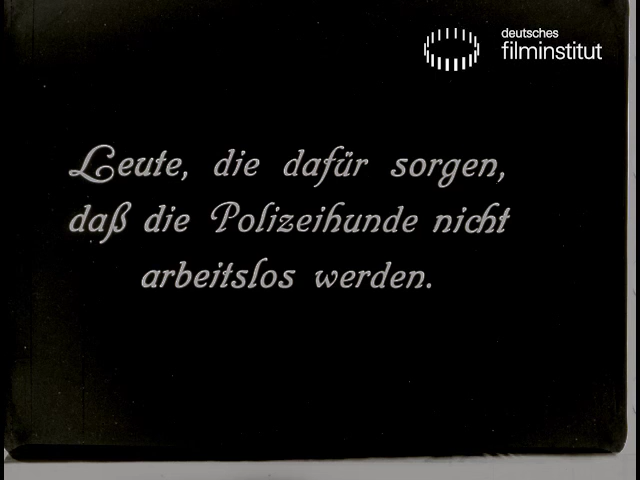 deutsches
filminstitut
Leute, die dafür sorgen,
daß die Polizeihunde nicht
arbeitslos werden.